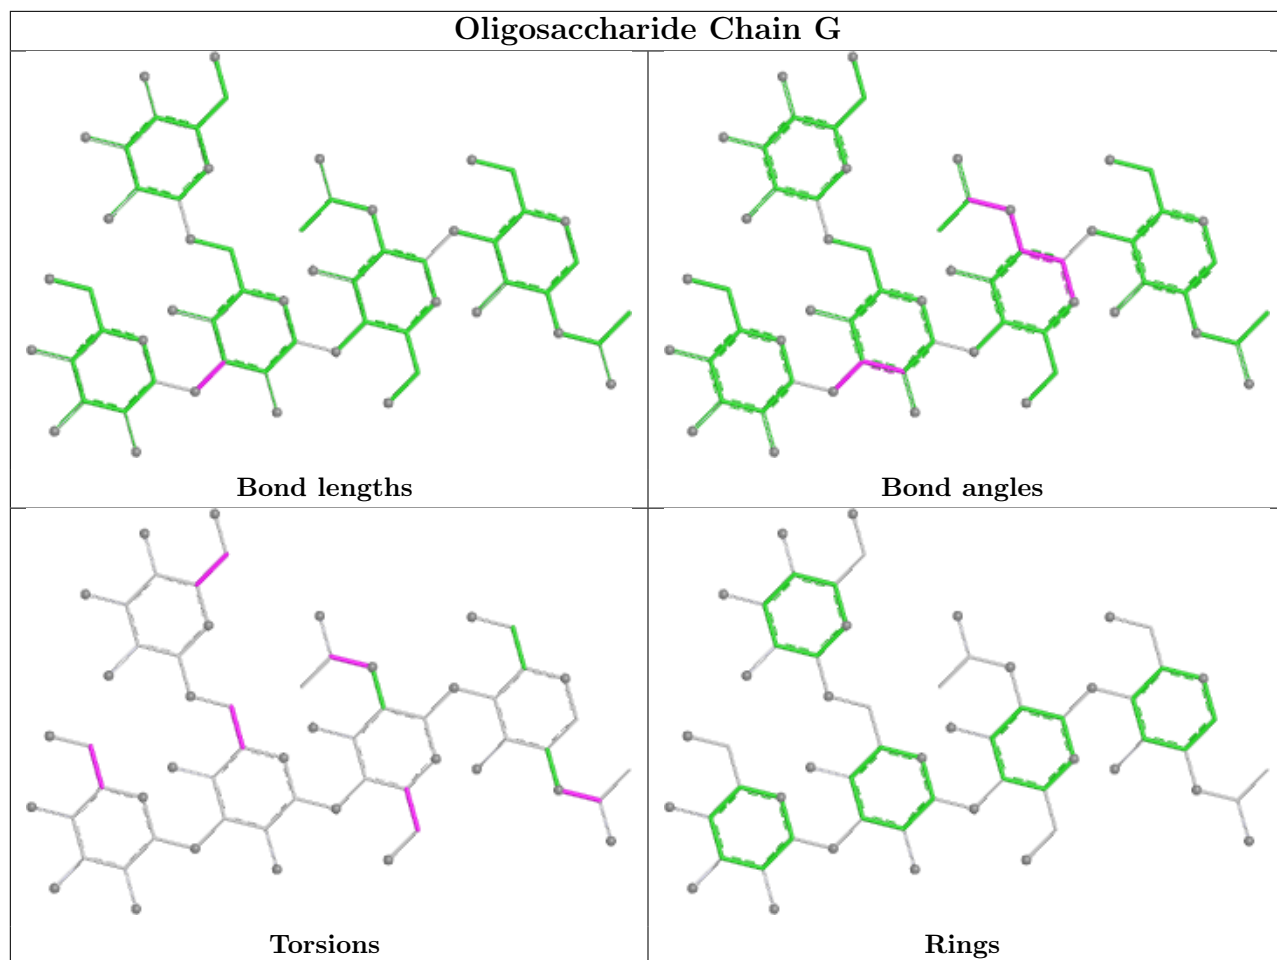 Oligosaccharide Chain G
Bond lengths
Bond angles
Torsions
Rings